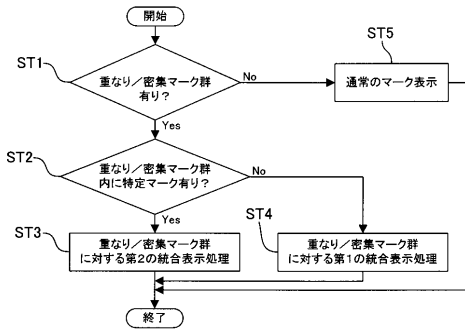 開始
ST1
重なり／密集マーク群
有り？
No
ST5
通常のマーク表示
Yes
ST2
重なり／密集マーク群
内に特定マーク有り？
No
Yes
ST3
重なり／密集マーク群
に対する第2の統合表示処理
ST4
重なり／密集マーク群
に対する第1の統合表示処理
終了